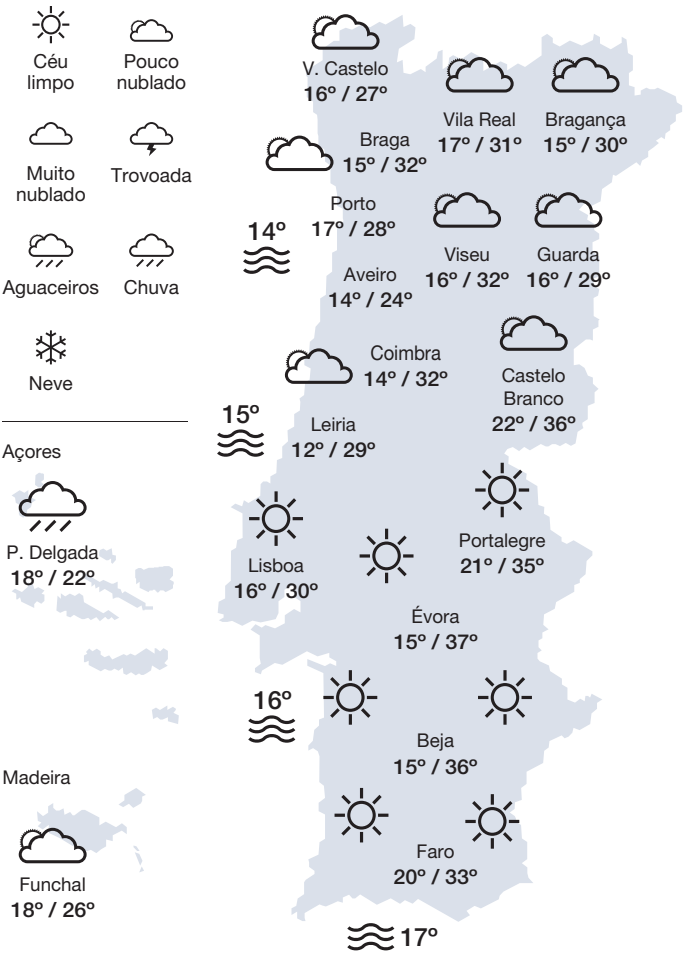 Céu
limpo
Pouco
nublado
Muito
nublado
Trovoada
Aguaceiros
Chuva
Neve
Açores
P. Delgada
18º / 22º
Madeira
Funchal
18º / 26º
V. Castelo
16º / 27º
Vila Real
17º / 31º
Bragança
15º / 30º
Braga
15º / 32º
Porto
17º / 28º
14º
Viseu
16º / 32º
Guarda
16º / 29º
Aveiro
14º / 24º
Coimbra
14º / 32º
Castelo
Branco
22º / 36º
15º
Leiria
12º / 29º
Lisboa
16º / 30º
Portalegre
21º / 35º
Évora
15º / 37º
16º
Beja
15º / 36º
Faro
20º / 33º
17º